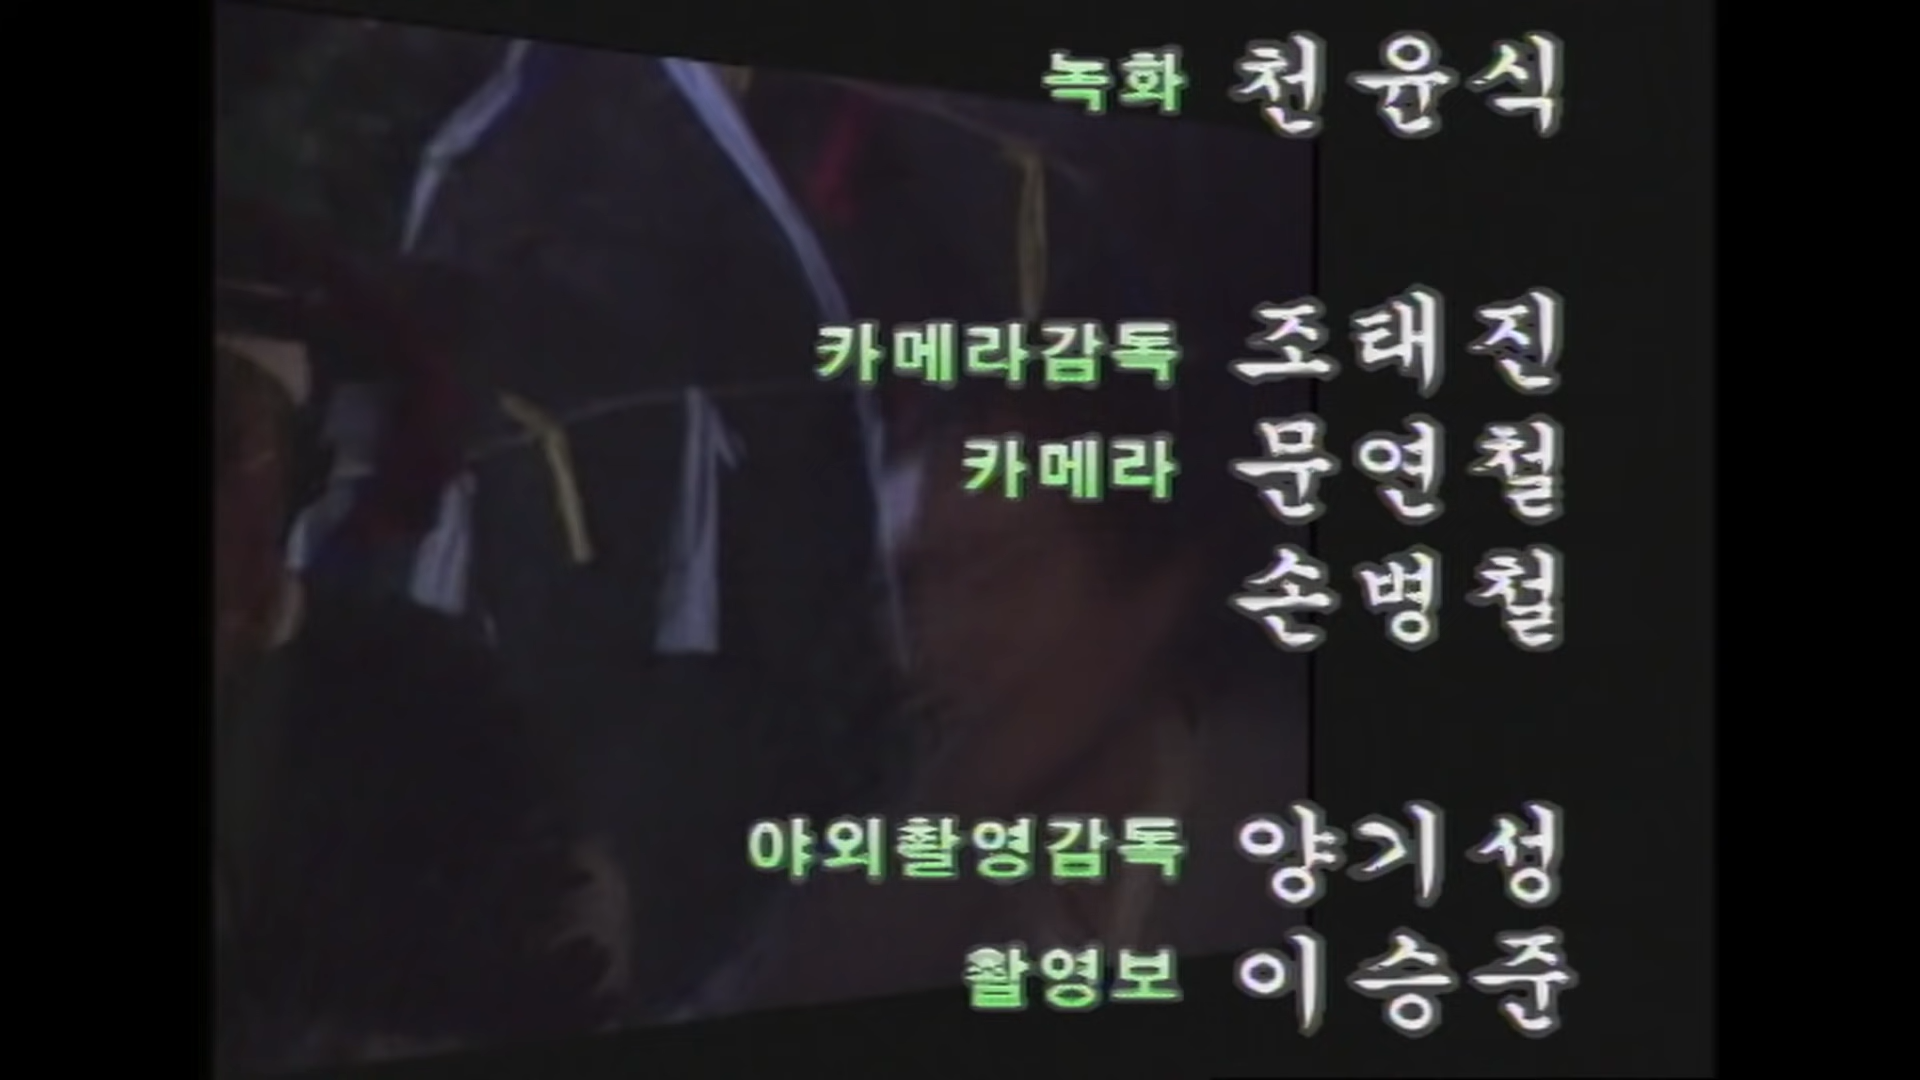 녹화 천윤식
카메라감독 조태진
카메라 문연철
손병철
야외촬영감독 양기성
촬영보 이승준